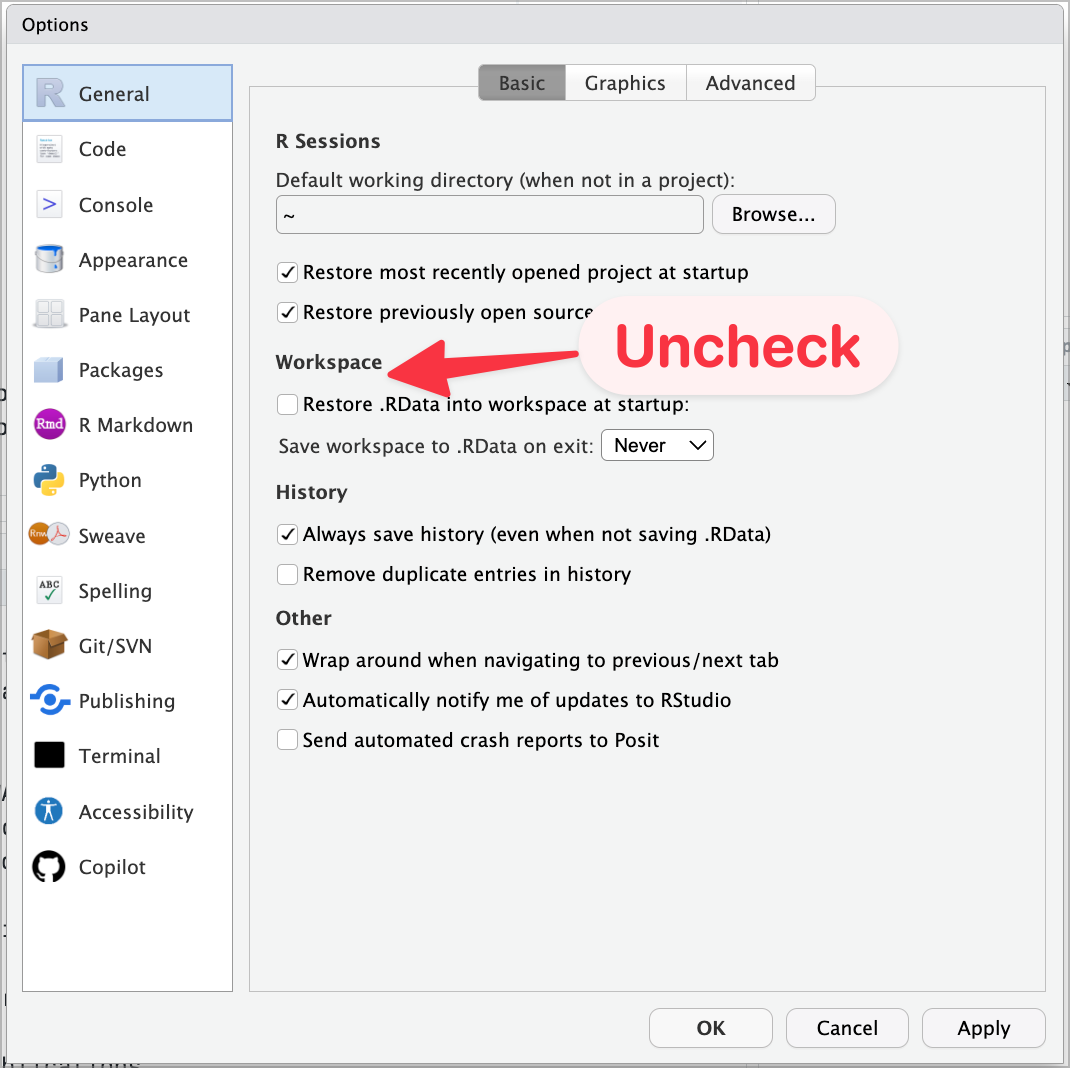 Options
General
Code
Console
Appearance
Pane Layout
Packages
Rmd R Markdown
Python
Rnw Sweave
ABC Spelling
Git/SVN
Publishing
Terminal
Accessibility
Copilot
Basic Graphics Advanced
R Sessions
Default working directory (when not in a project):
~ Browse...
Restore most recently opened project at startup
Restore previously open source
Uncheck
Workspace
Restore .RData into workspace at startup:
Save workspace to .RData on exit: Never
History
Always save history (even when not saving .RData)
Remove duplicate entries in history
Other
Wrap around when navigating to previous/next tab
Automatically notify me of updates to RStudio
Send automated crash reports to Posit
OK Cancel Apply